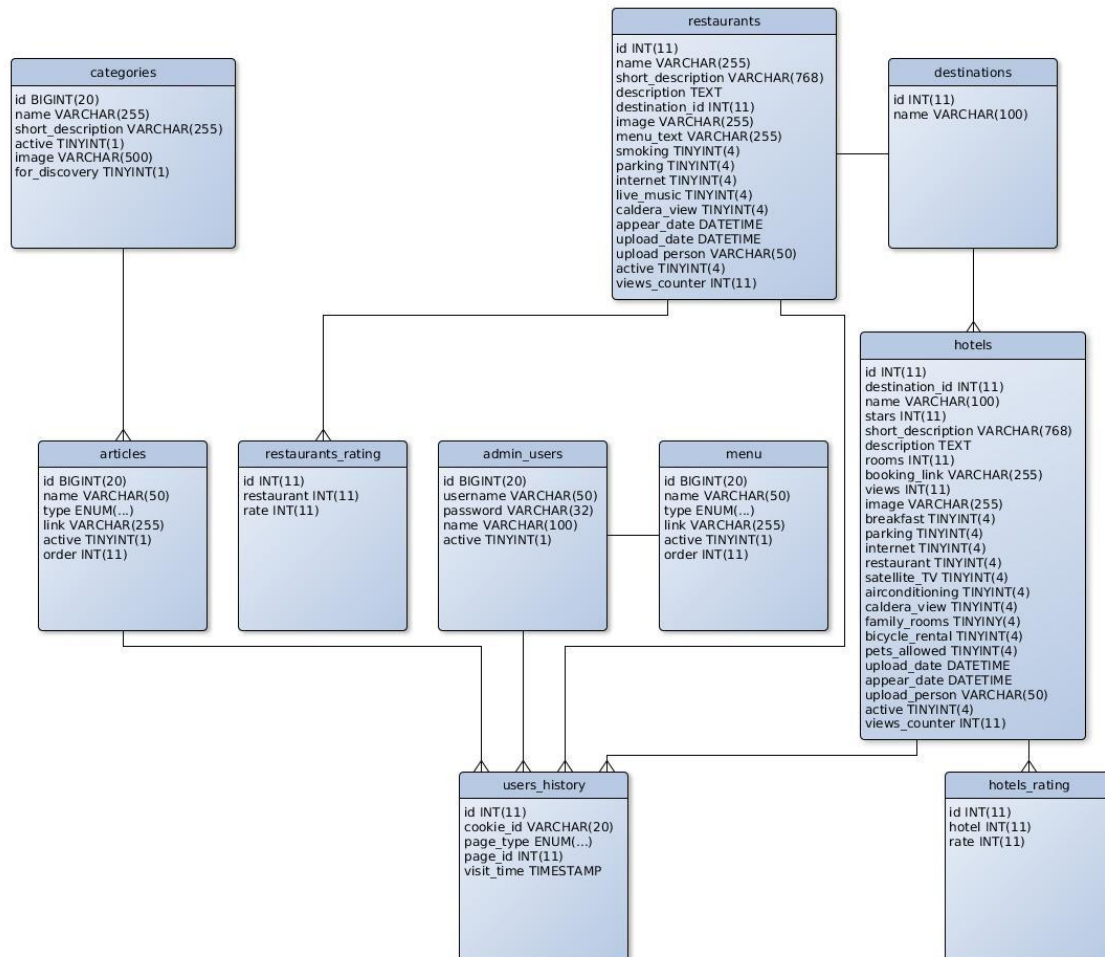 restaurants
id INT(11)
name VARCHAR(255)
short_description VARCHAR(768)
description TEXT
destination_id INT(11)
image VARCHAR(255)
menu_text VARCHAR(255)
smoking TINYINT(4)
parking TINYINT(4)
internet TINYINT(4)
live_music TINYINT(4)
caldera_view TINYINT(4)
appear_date DATETIME
upload_date DATETIME
upload_person VARCHAR(50)
active TINYINT(4)
views_counter INT(11)
categories
id BIGINT(20)
name VARCHAR(255)
short_description VARCHAR(255)
active TINYINT(1)
image VARCHAR(500)
for_discovery TINYINT(1)
destinations
id INT(11)
name VARCHAR(100)
hotels
id INT(11)
destination_id INT(11)
name VARCHAR(100)
stars INT(11)
short_description VARCHAR(768)
description TEXT
rooms INT(11)
booking_link VARCHAR(255)
views INT(11)
image VARCHAR(255)
breakfast TINYINT(4)
parking TINYINT(4)
internet TINYINT(4)
restaurant TINYINT(4)
satellite_TV TINYINT(4)
airconditioning TINYINT(4)
caldera_view TINYINT(4)
family_rooms TINYINY(4)
bicycle_rental TINYINT(4)
pets_allowed TINYINT(4)
upload_date DATETIME
appear_date DATETIME
upload_person VARCHAR(50)
active TINYINT(4)
views_counter INT(11)
articles
id BIGINT(20)
name VARCHAR(50)
type ENUM(...)
link VARCHAR(255)
active TINYINT(1)
order INT(11)
restaurants_rating
id INT(11)
restaurant INT(11)
rate INT(11)
admin_users
id BIGINT(20)
username VARCHAR(50)
password VARCHAR(32)
name VARCHAR(100)
active TINYINT(1)
menu
id BIGINT(20)
name VARCHAR(50)
type ENUM(...)
link VARCHAR(255)
active TINYINT(1)
order INT(11)
users_history
id INT(11)
cookie_id VARCHAR(20)
page_type ENUM(...)
page_id INT(11)
visit_time TIMESTAMP
hotels_rating
id INT(11)
hotel INT(11)
rate INT(11)